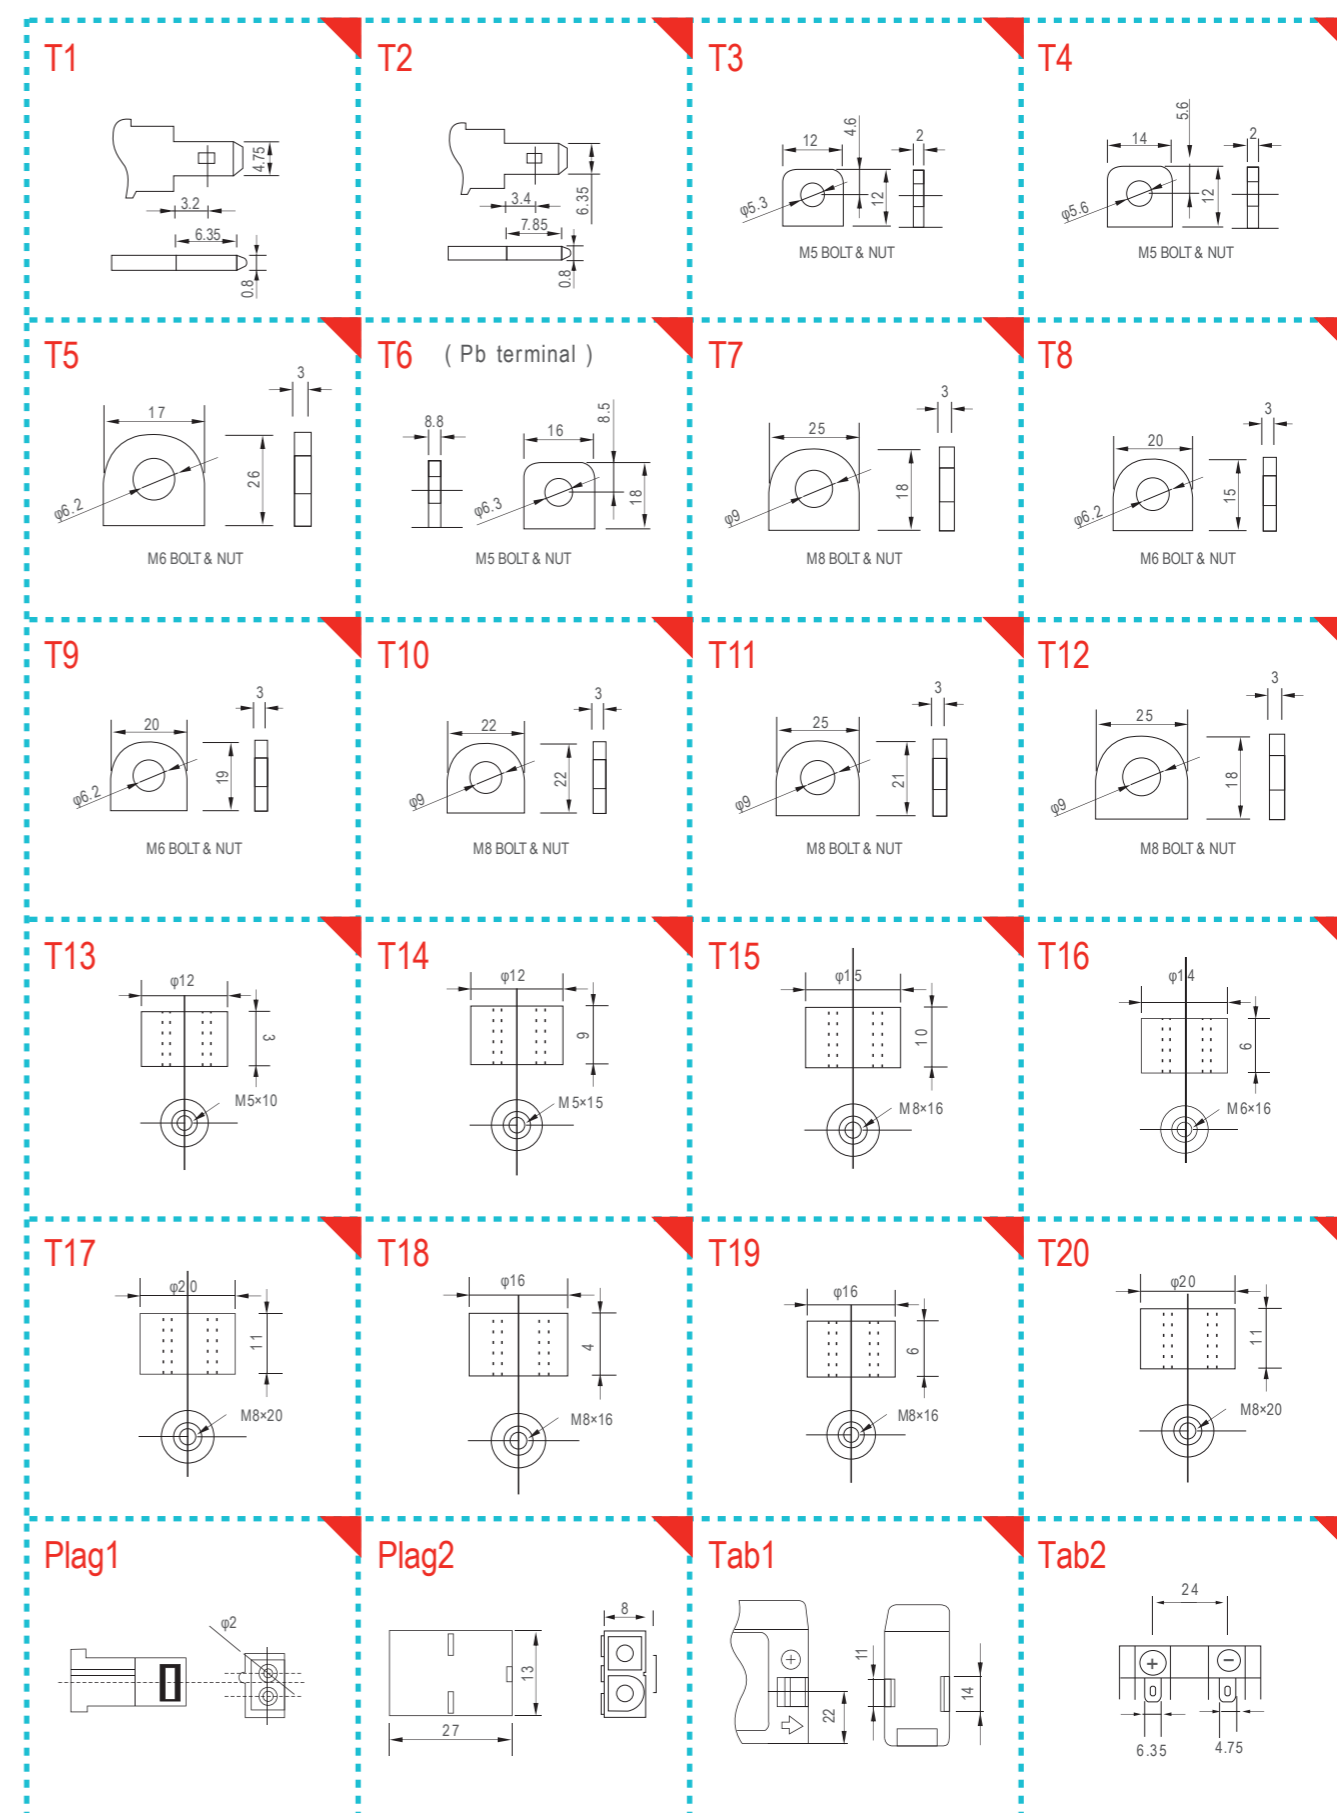 T1
4.75
3.2
6.35
0.8
T2
3.4
6.35
7.85
0.8
T3
12
4.6
2
φ5.3
12
M5 BOLT & NUT
T4
14
5.6
2
φ5.6
12
M5 BOLT & NUT
T5
17
3
26
φ6.2
M6 BOLT & NUT
T6 ( Pb terminal )
8.8
16
8.5
φ6.3
18
M5 BOLT & NUT
T7
25
3
18
φ9
M8 BOLT & NUT
T8
20
3
15
φ6.2
M6 BOLT & NUT
T9
20
3
19
φ6.2
M6 BOLT & NUT
T10
22
3
22
φ9
M8 BOLT & NUT
T11
25
3
21
φ9
M8 BOLT & NUT
T12
25
3
18
φ9
M8 BOLT & NUT
T13
φ12
3
M5×10
T14
φ12
9
M5×15
T15
φ15
10
M8×16
T16
φ14
6
M6×16
T17
φ20
11
M8×20
T18
φ16
4
M8×16
T19
φ16
6
M8×16
T20
φ20
11
M8×20
Plag1
φ2
Plag2
8
13
27
Tab1
11
14
22
Tab2
24
6.35
4.75